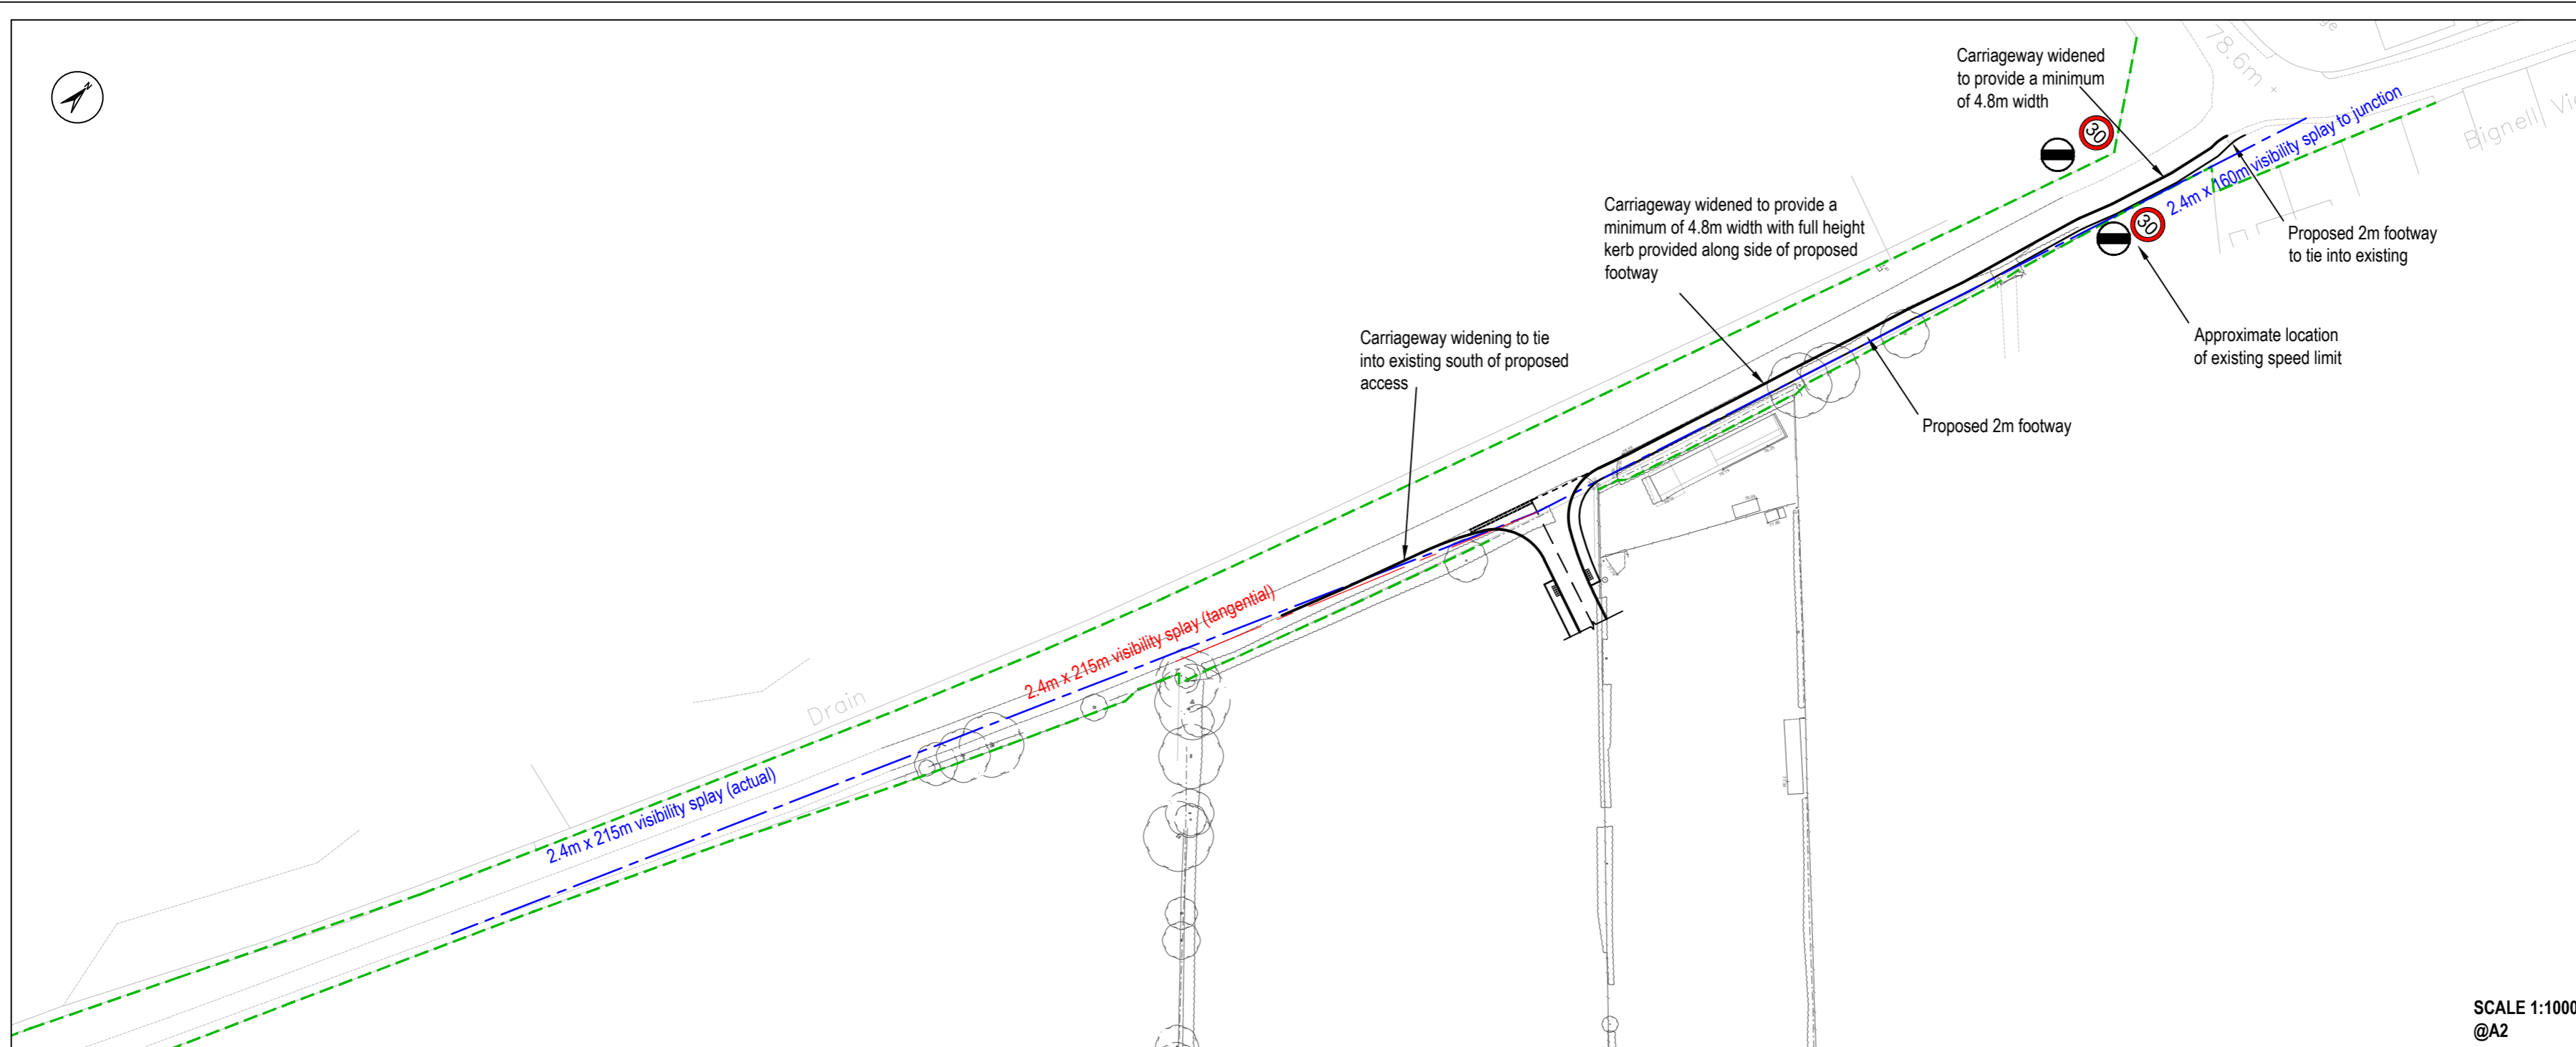 N
Carriageway widened
to provide a minimum
of 4.8m width
78.6m
30
2.4m x 160m visibility splay to junction
Bignell
Carriageway widened to provide a
minimum of 4.8m width with full height
kerb provided along side of proposed
footway
30
Proposed 2m footway
to tie into existing
Approximate location
of existing speed limit
Carriageway widening to tie
into existing south of proposed
access
Proposed 2m footway
2.4m x 215m visibility splay (tangential)
Drain
2.4m x 215m visibility splay (actual)
SCALE 1:1000
@A2